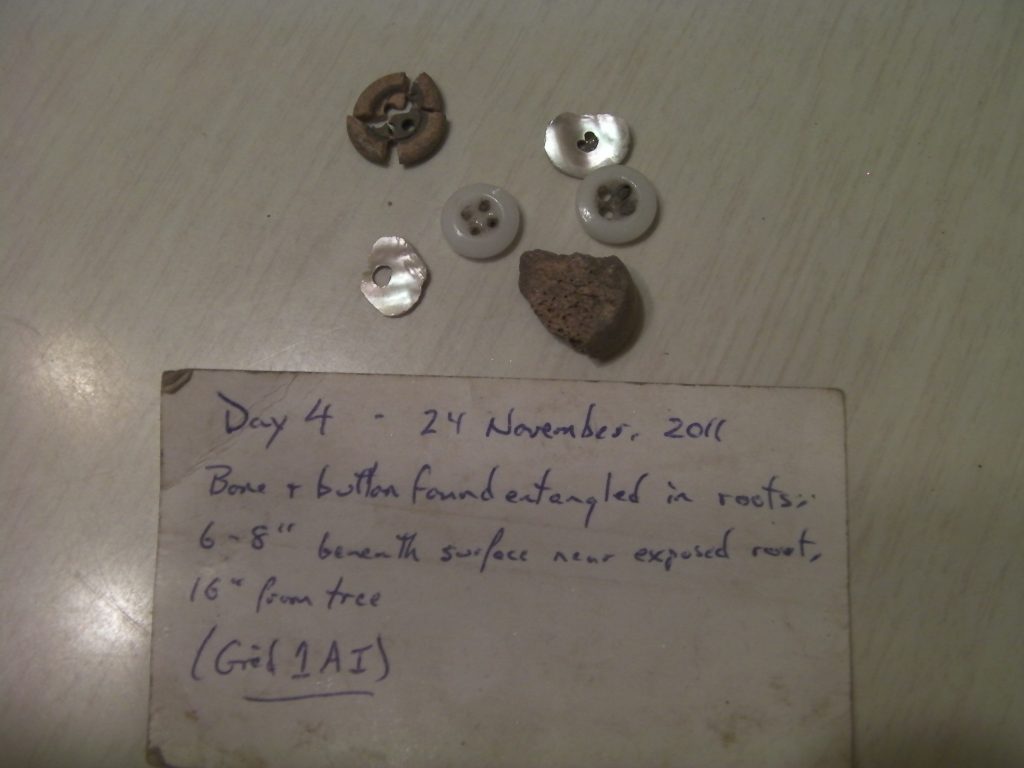 Day 4 - 24 November, 2011
Bone + button found entangled in roots;
6-8" beneath surface near exposed root,
16" from tree
(Grid 1 A I)